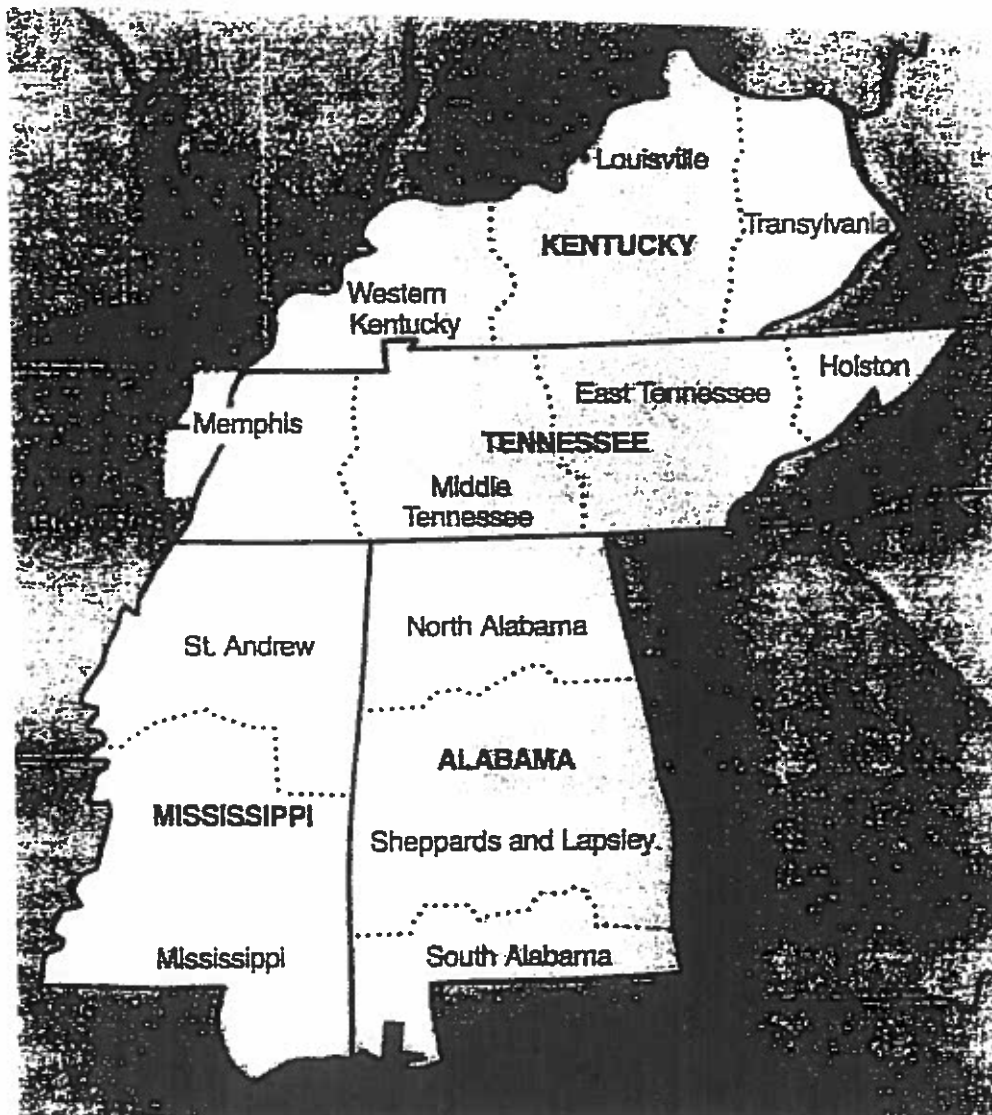 Louisville
Transylvania
KENTUCKY
Western
Kentucky
Holston
East Tennessee
Memphis
TENNESSEE
Middle
Tennessee
St. Andrew
North Alabama
ALABAMA
MISSISSIPPI
Sheppards and Lapsley
Mississippi
South Alabama